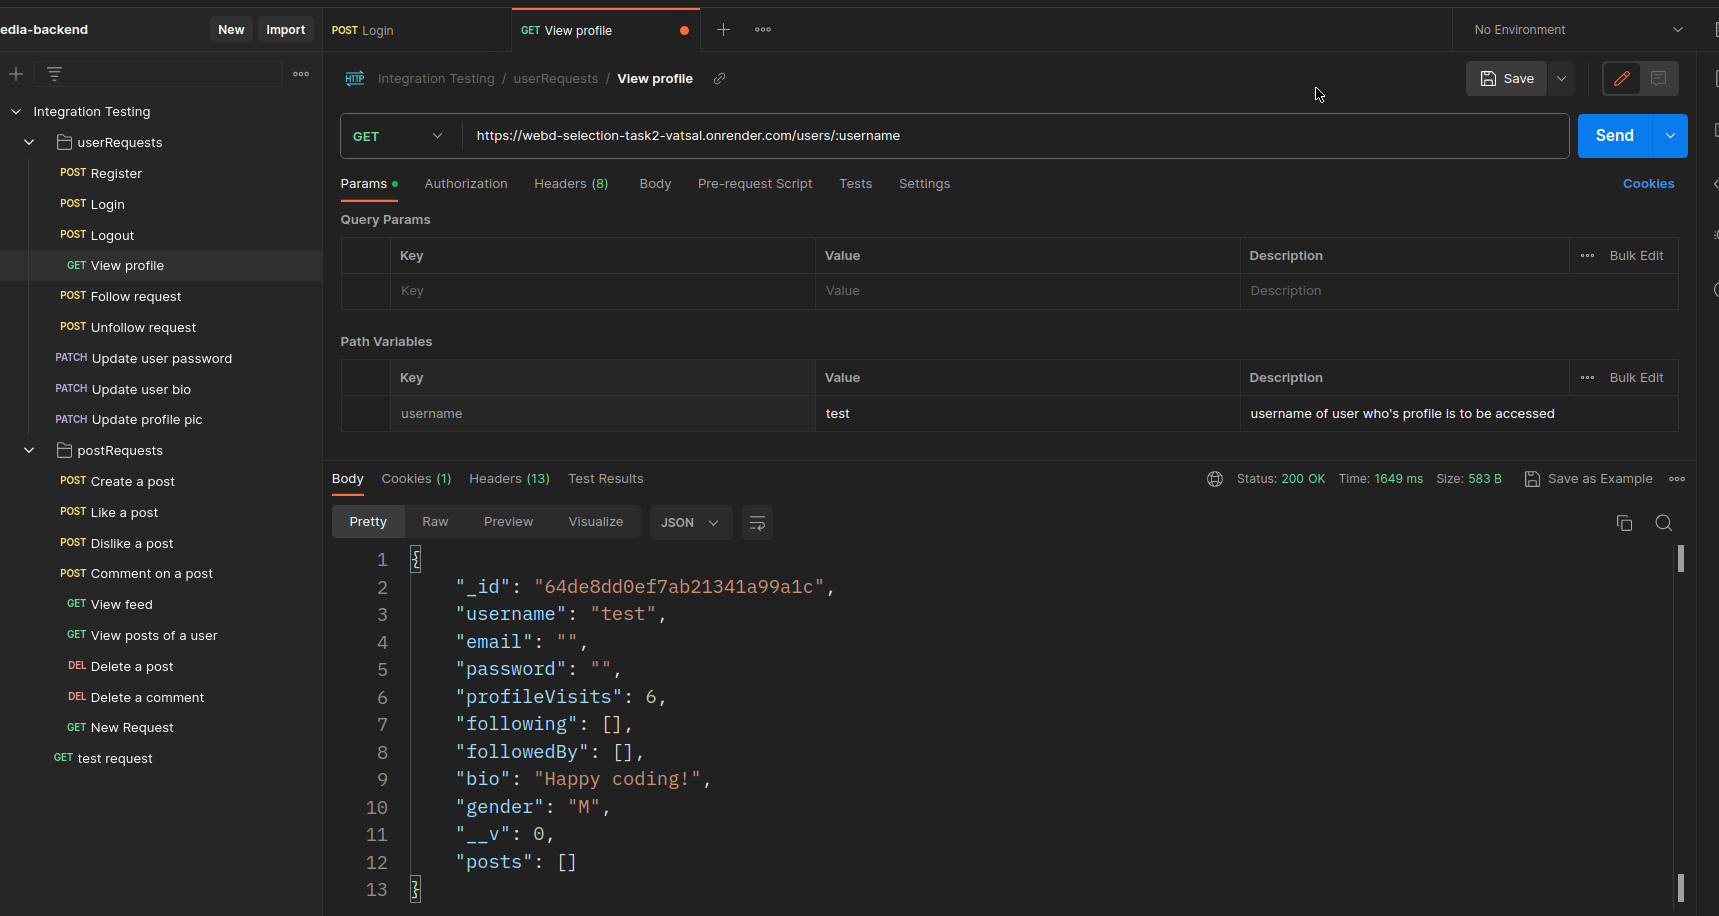 edia-backend
New Import
POST Login
GET View profile
No Environment
Integration Testing / userRequests / View profile
Save
Integration Testing
userRequests
POST Register
POST Login
POST Logout
GET View profile
POST Follow request
POST Unfollow request
PATCH Update user password
PATCH Update user bio
PATCH Update profile pic
postRequests
POST Create a post
POST Like a post
POST Dislike a post
POST Comment on a post
GET View feed
GET View posts of a user
DEL Delete a post
DEL Delete a comment
GET New Request
GET test request
GET https://webd-selection-task2-vatsal.onrender.com/users/:username Send
Params Authorization Headers (8) Body Pre-request Script Tests Settings Cookies
Query Params
Key Value Description Bulk Edit
Key Value Description
Path Variables
Key Value Description Bulk Edit
username test username of user who's profile is to be accessed
Body Cookies (1) Headers (13) Test Results Status: 200 OK Time: 1649 ms Size: 583 B Save as Example
Pretty Raw Preview Visualize JSON
1 {
2 "_id": "64de8dd0ef7ab21341a99a1c",
3 "username": "test",
4 "email": "",
5 "password": "",
6 "profileVisits": 6,
7 "following": [],
8 "followedBy": [],
9 "bio": "Happy coding!",
10 "gender": "M",
11 "__v": 0,
12 "posts": []
13 }